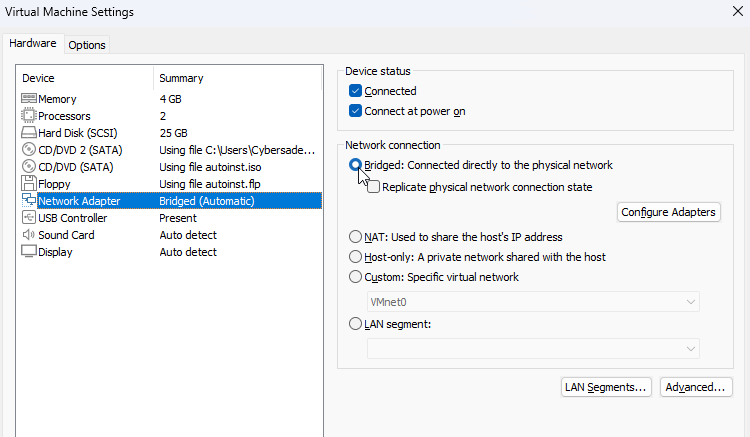 Virtual Machine Settings
Hardware
Options
Device Summary
Memory 4 GB
Processors 2
Hard Disk (SCSI) 25 GB
CD/DVD 2 (SATA) Using file C:\Users\Cybersade...
CD/DVD (SATA) Using file autoinst.iso
Floppy Using file autoinst.flp
Network Adapter Bridged (Automatic)
USB Controller Present
Sound Card Auto detect
Display Auto detect
Device status
Connected
Connect at power on
Network connection
Bridged: Connected directly to the physical network
Replicate physical network connection state
Configure Adapters
NAT: Used to share the host's IP address
Host-only: A private network shared with the host
Custom: Specific virtual network
VMnet0
LAN segment:
LAN Segments... Advanced...